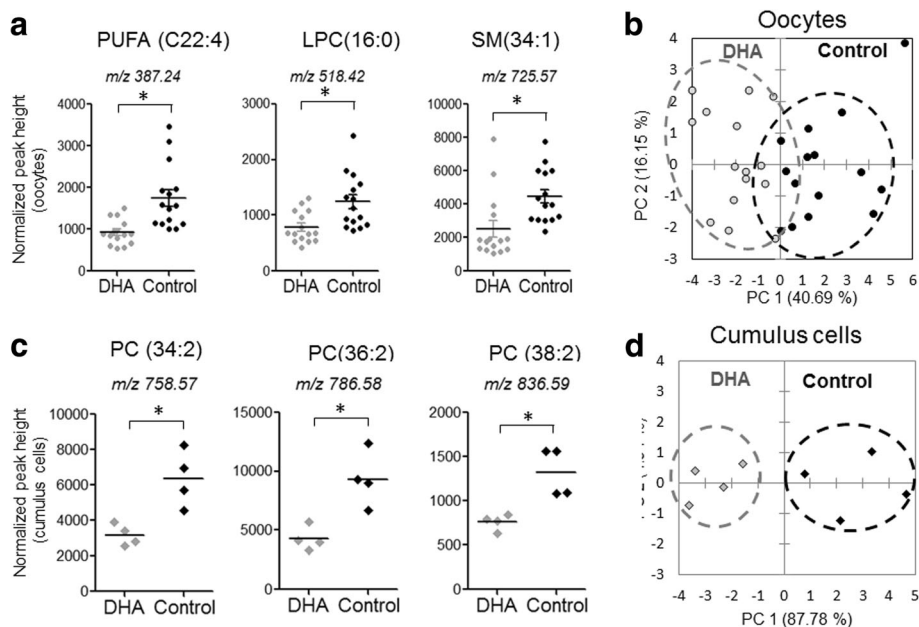 a
PUFA (C22:4) LPC(16:0) SM(34:1)
m/z 387.24 m/z 518.42 m/z 725.57
* * *
Normalized peak height
(oocytes)
4000
3000
2000
1000
0
DHA Control
3000
2000
1000
0
DHA Control
10000
8000
6000
4000
2000
0
DHA Control
b
Oocytes
DHA Control
PC 2 (16.15 %)
4
3
2
1
0
-1
-2
-3
-4 -3 -2 -1 0 1 2 3 4 5 6
PC 1 (40.69 %)
c
PC (34:2) PC(36:2) PC (38:2)
m/z 758.57 m/z 786.58 m/z 836.59
* * *
Normalized peak height
(cumulus cells)
10000
8000
6000
4000
2000
0
DHA Control
15000
10000
5000
0
DHA Control
2000
1500
1000
500
0
DHA Control
d
Cumulus cells
DHA Control
4
3
2
1
0
-1
-2
-3
-4 -3 -2 -1 0 1 2 3 4 5
PC 1 (87.78 %)